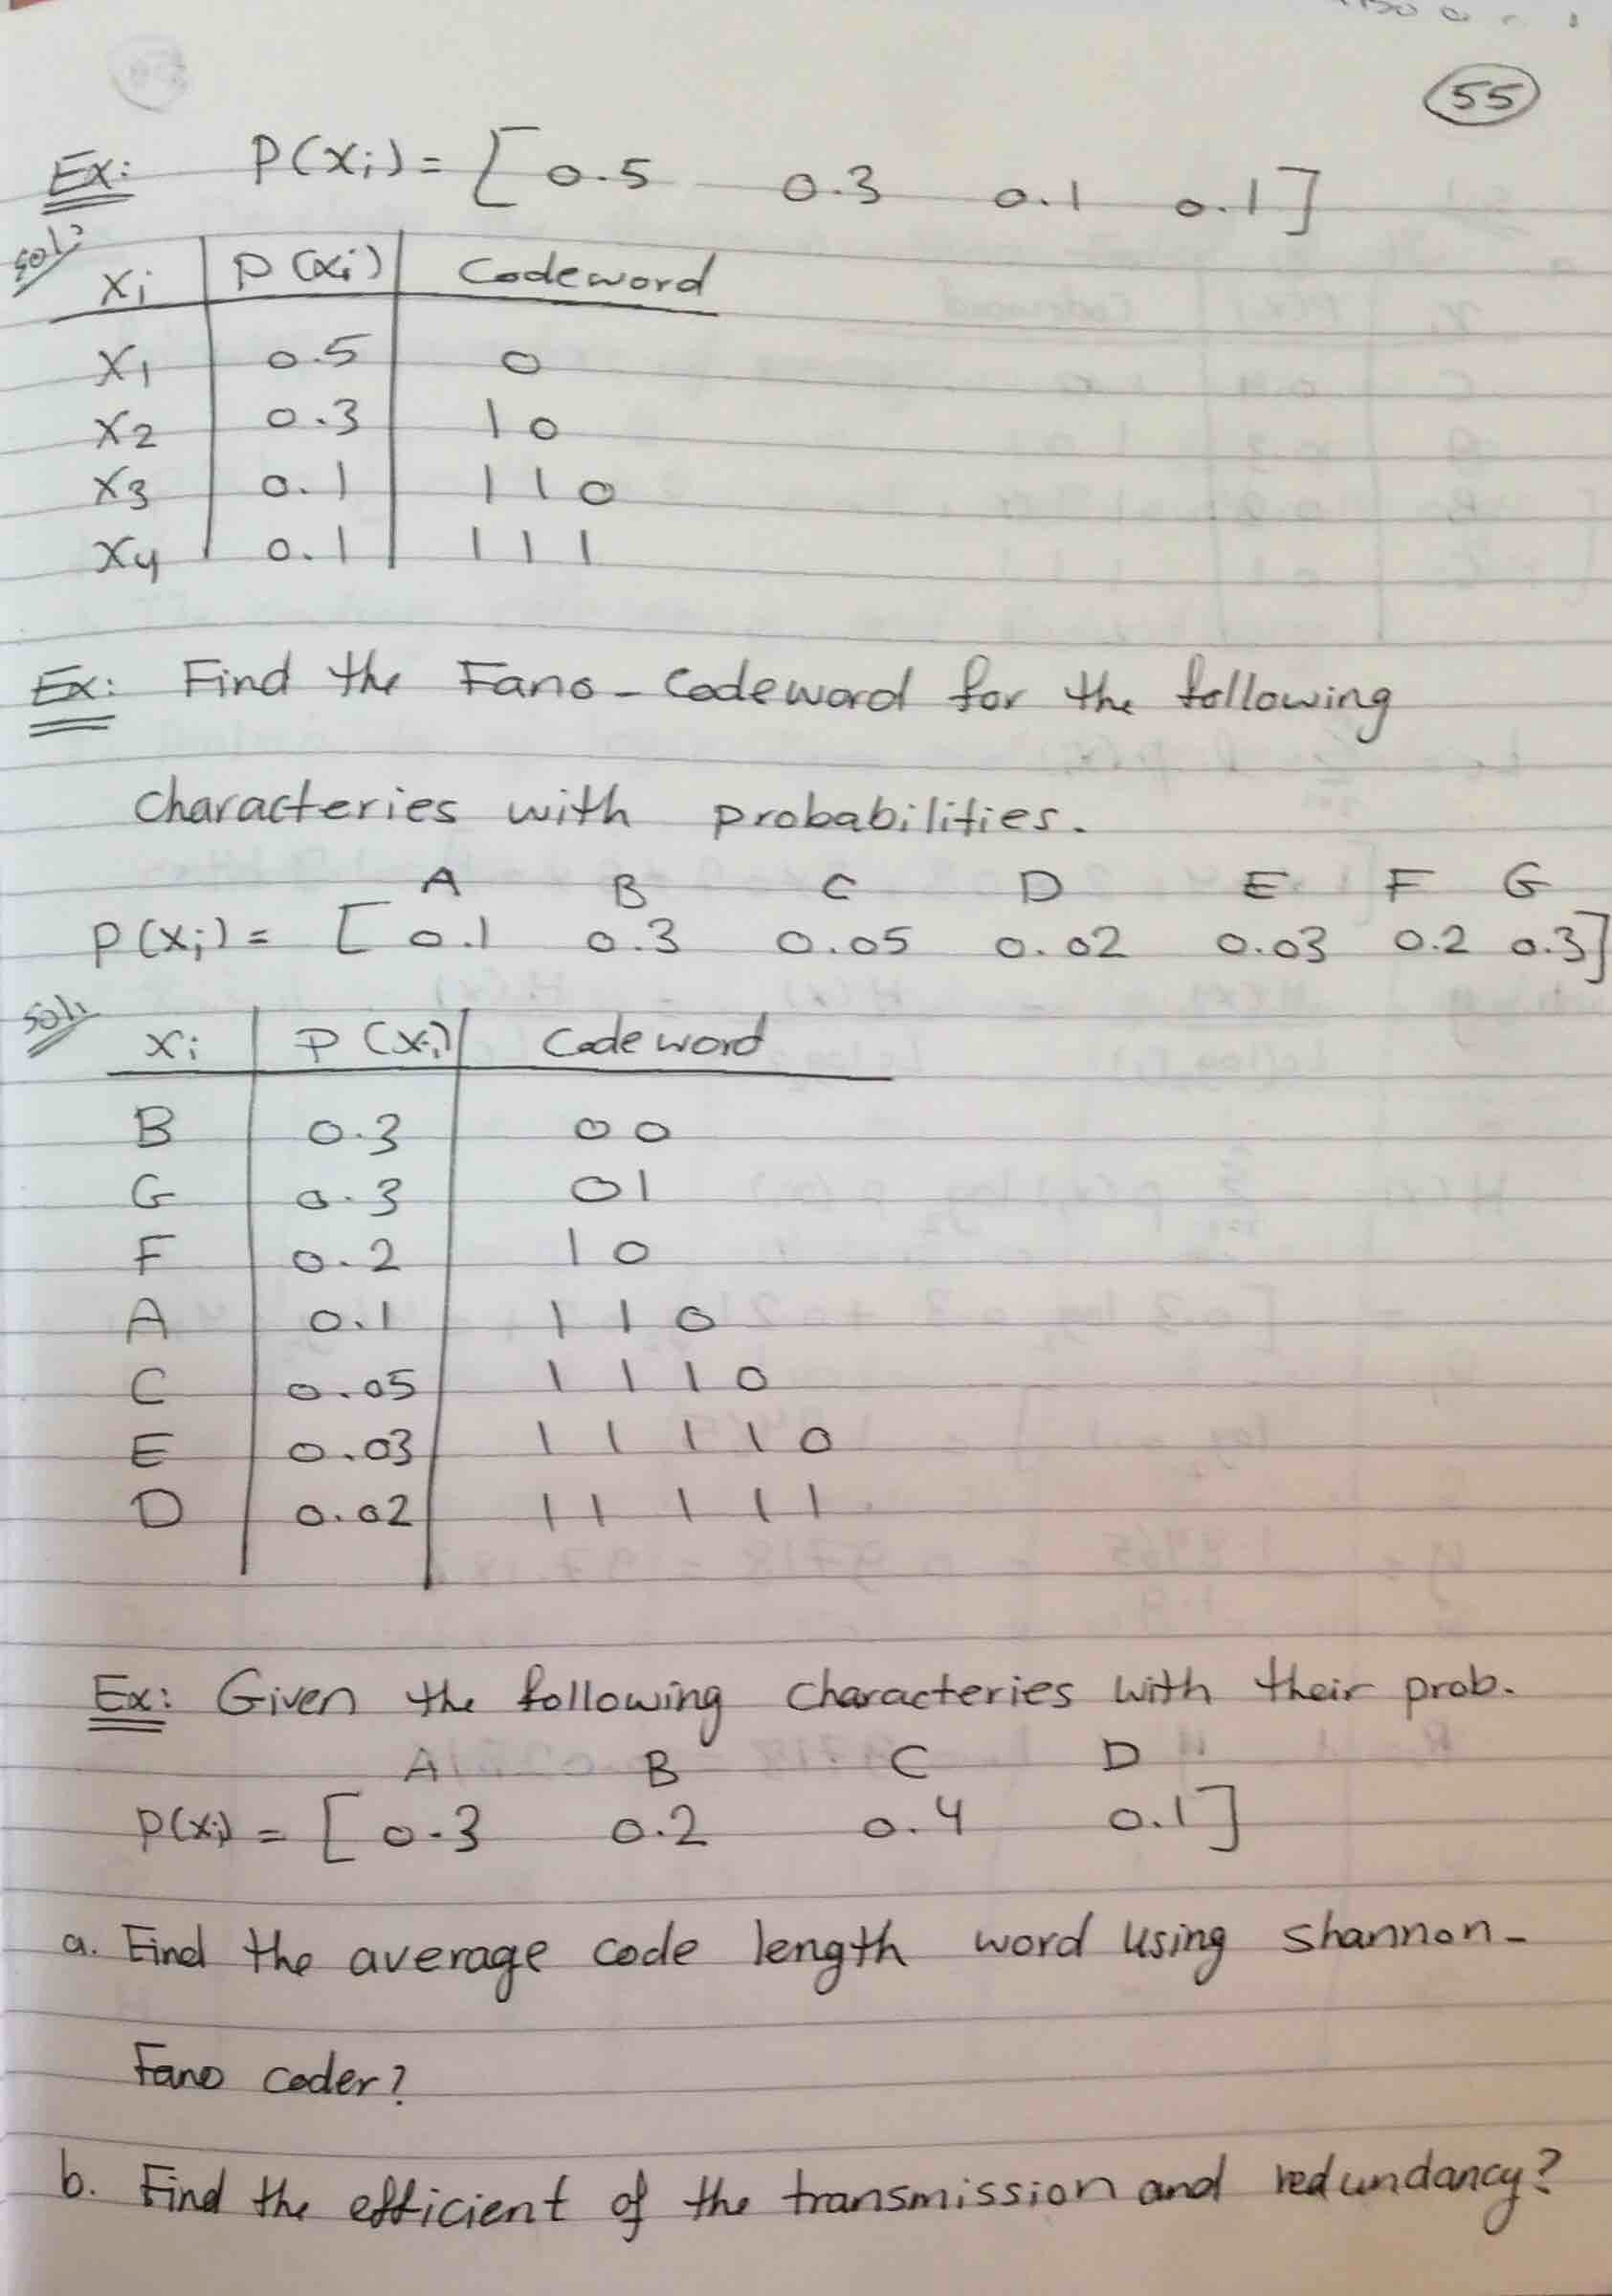 55
Ex: P(xi) = [ 0.5 0.3 0.1 0.1 ]
sol:
xi P(xi) Codeword
x1 0.5 0
x2 0.3 10
x3 0.1 110
x4 0.1 111
Ex: Find the Fano - Codeword for the following
characteries with probabilities.
A B C D E F G
P(xi) = [ 0.1 0.3 0.05 0.02 0.03 0.2 0.3 ]
sol:
xi P(xi) Code word
B 0.3 00
G 0.3 01
F 0.2 10
A 0.1 110
C 0.05 1110
E 0.03 11110
D 0.02 11111
Ex: Given the following characteries with their prob.
A B C D
P(xi) = [ 0.3 0.2 0.4 0.1 ]
a. Find the average code length word using shannon-
Fano coder?
b. Find the efficient of the transmission and redundancy?